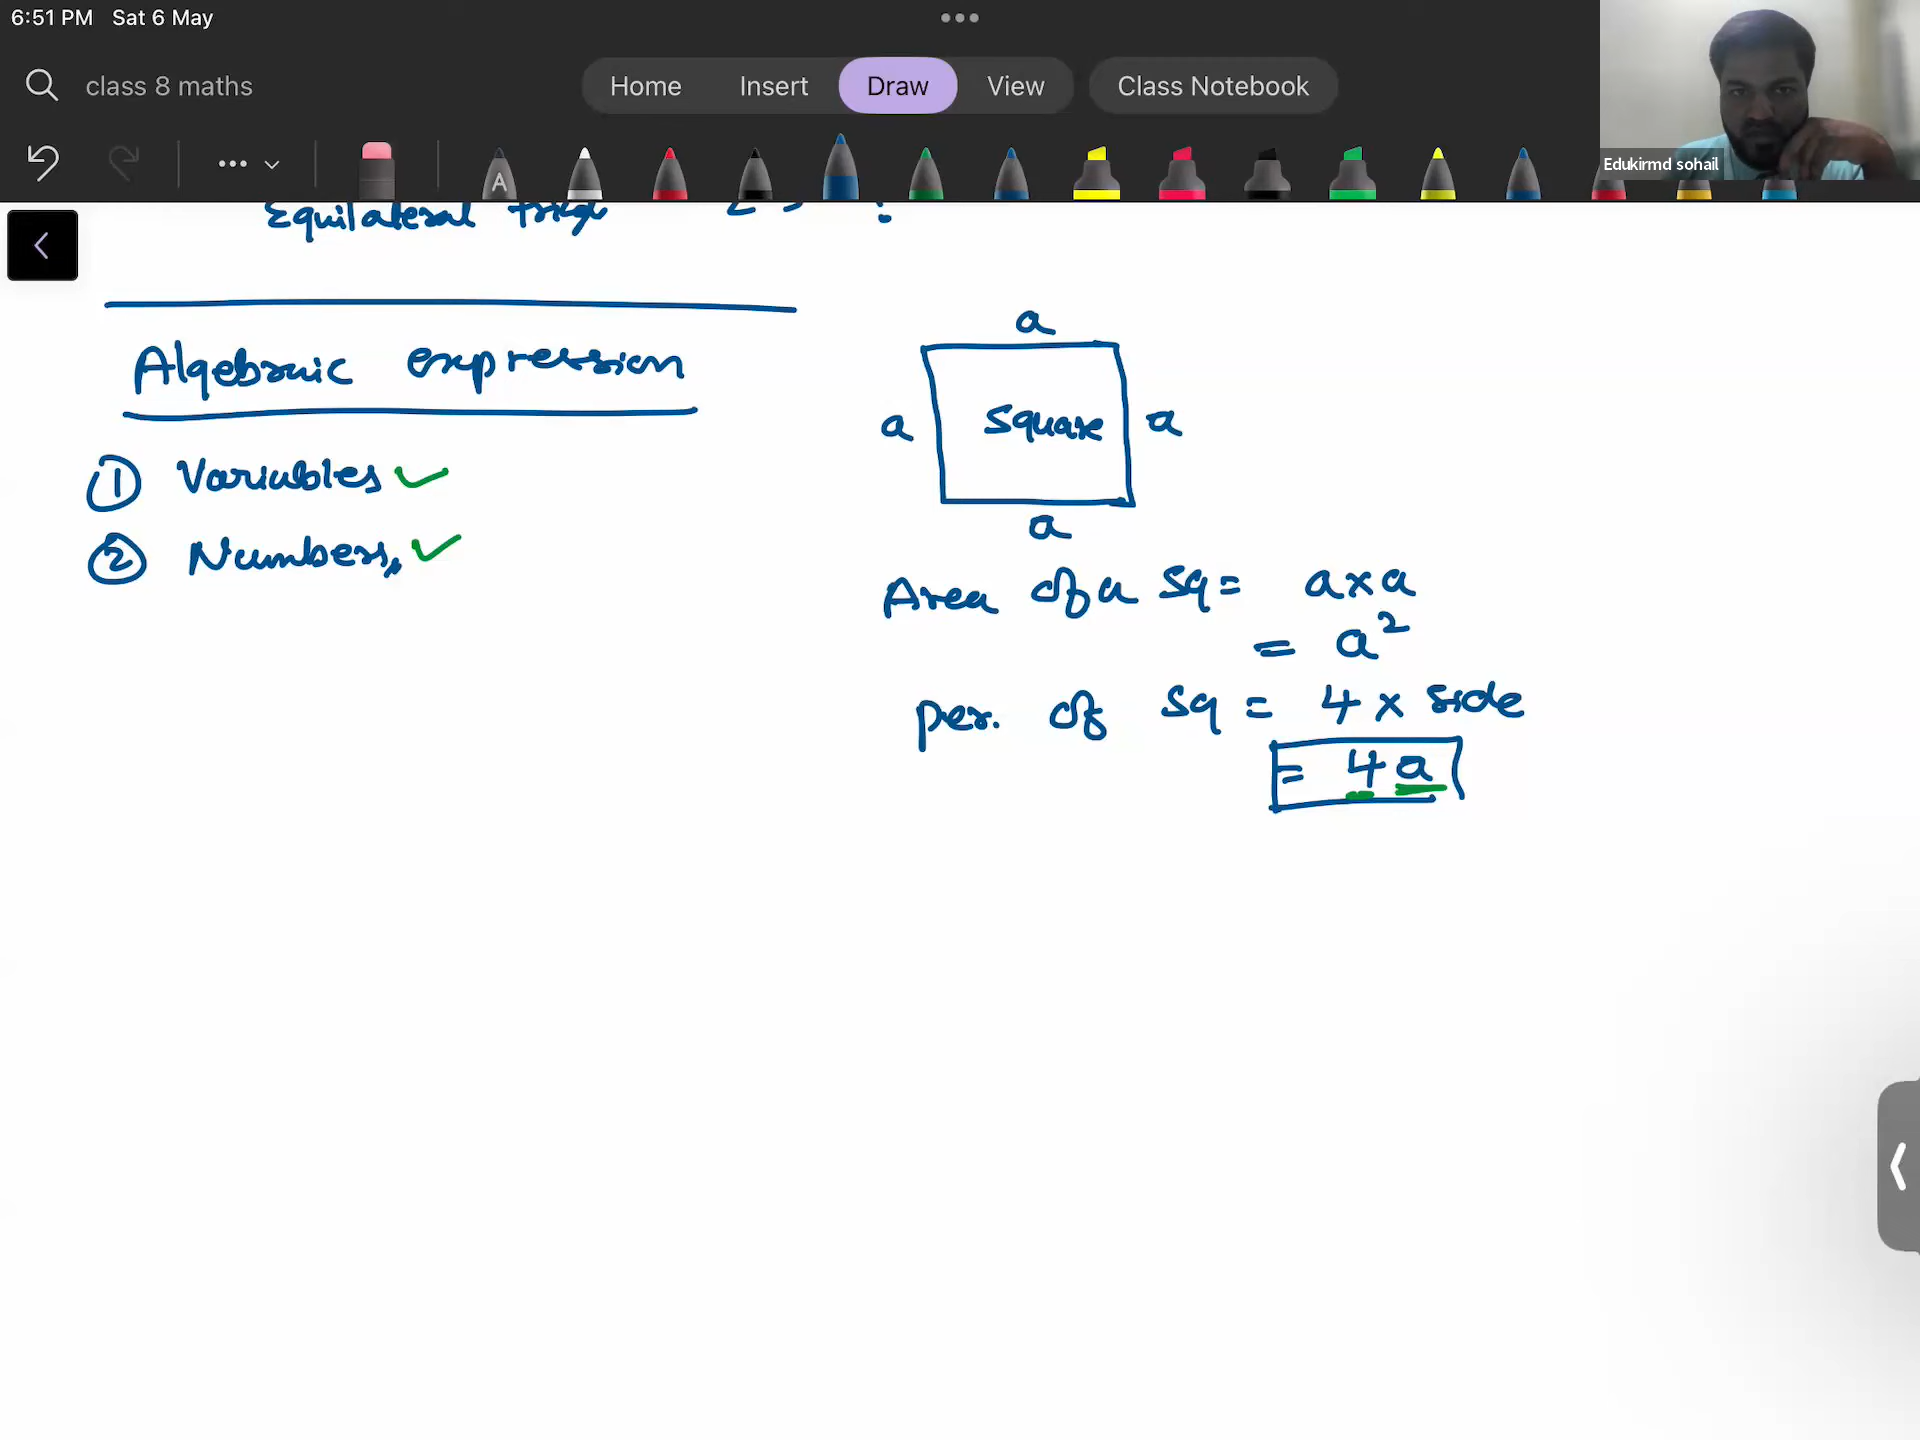 6:51 PM Sat 6 May
class 8 maths
Home Insert Draw View Class Notebook
A
Edukirmd sohail
Equilateral
Algebraic expression
① Variables ✓
② Numbers, ✓
a
a square a
a
Area of a sq = a×a
= a²
Per. of sq = 4 × side
= 4a